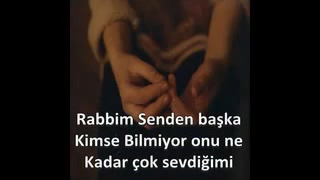 Rabbim Senden başka
Kimse Bilmiyor onu ne
Kadar çok sevdiğimi